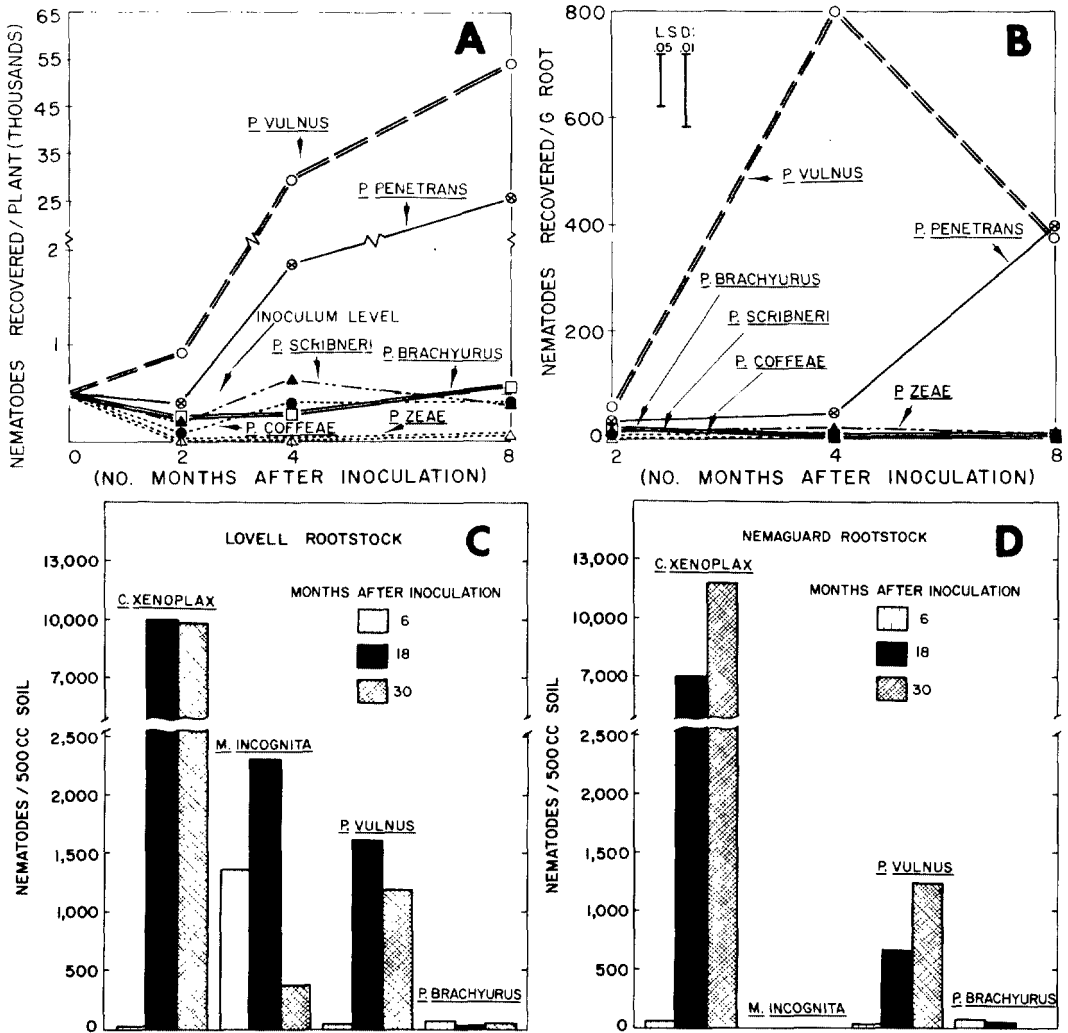 A
NEMATODES RECOVERED / PLANT (THOUSANDS)
65
55
45
35
25
2
1
P. VULNUS
P. PENETRANS
INOCULUM LEVEL
P. SCRIBNERI
P. BRACHYURUS
P. COFFEAE
P. ZEAE
0 2 4 6 8
(NO. MONTHS AFTER INOCULATION)
B
NEMATODES RECOVERED / G ROOT
800
600
400
200
0
L S D:
.05 .01
P. VULNUS
P. PENETRANS
P. BRACHYURUS
P. SCRIBNERI
P. COFFEAE
P. ZEAE
2 4 8
(NO. MONTHS AFTER INOCULATION)
C
LOVELL ROOTSTOCK
NEMATODES / 500 CC SOIL
13,000
10,000
7,000
2,500
2,000
1,500
1,000
500
0
C. XENOPLAX
MONTHS AFTER INOCULATION
6
18
30
M. INCOGNITA
P. VULNUS
P. BRACHYURUS
D
NEMAGUARD ROOTSTOCK
NEMATODES / 500 CC SOIL
13,000
10,000
7,000
2,500
2,000
1,500
1,000
500
0
C. XENOPLAX
MONTHS AFTER INOCULATION
6
18
30
M. INCOGNITA
P. VULNUS
P. BRACHYURUS